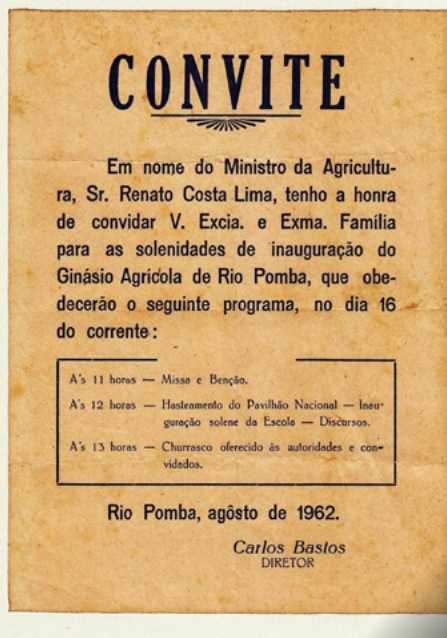 CONVITE
Em nome do Ministro da Agricultu-
ra, Sr. Renato Costa Lima, tenho a honra
de convidar V. Excia. e Exma. Família
para as solenidades de inauguração do
Ginásio Agrícola de Rio Pomba, que obe-
decerão o seguinte programa, no dia 16
do corrente :
A's 11 horas — Missa e Benção.
A's 12 horas — Hasteamento do Pavilhão Nacional — Inau-
guração solene da Escola — Discursos.
A's 13 horas — Churrasco oferecido às autoridades e con-
vidados.
Rio Pomba, agôsto de 1962.
Carlos Bastos
DIRETOR